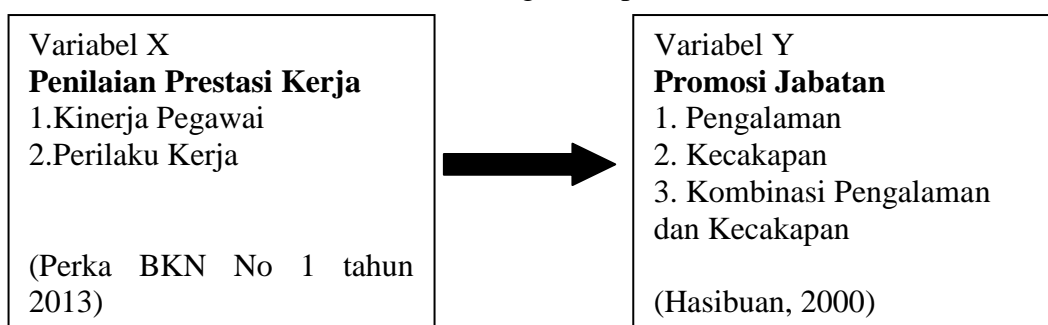 Variabel X
Penilaian Prestasi Kerja
1.Kinerja Pegawai
2.Perilaku Kerja
(Perka BKN No 1 tahun
2013)
Variabel Y
Promosi Jabatan
1. Pengalaman
2. Kecakapan
3. Kombinasi Pengalaman
dan Kecakapan
(Hasibuan, 2000)